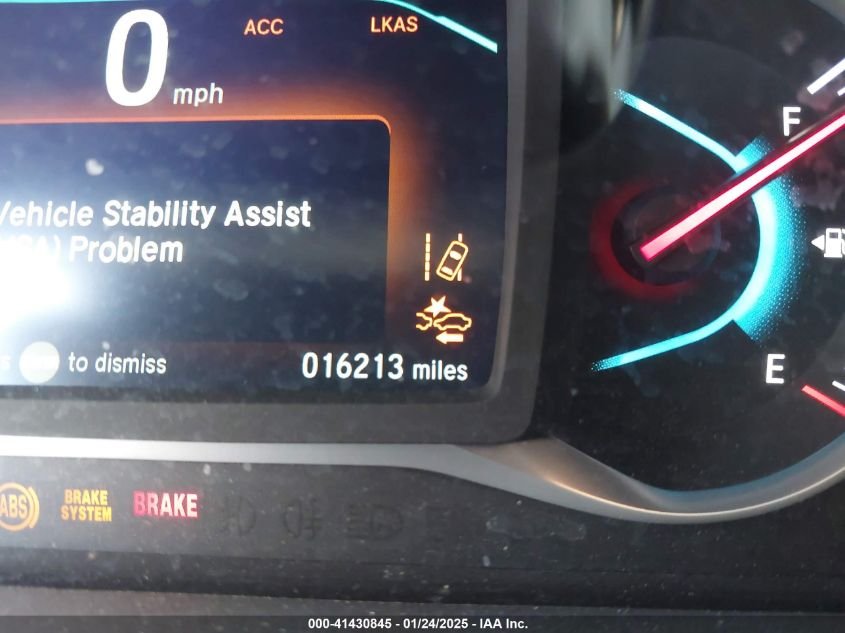 ACC
LKAS
0 mph
Vehicle Stability Assist
Problem
to dismiss
016213 miles
F
E
ABS
BRAKE
SYSTEM
BRAKE
000-41430845 - 01/24/2025 - IAA Inc.